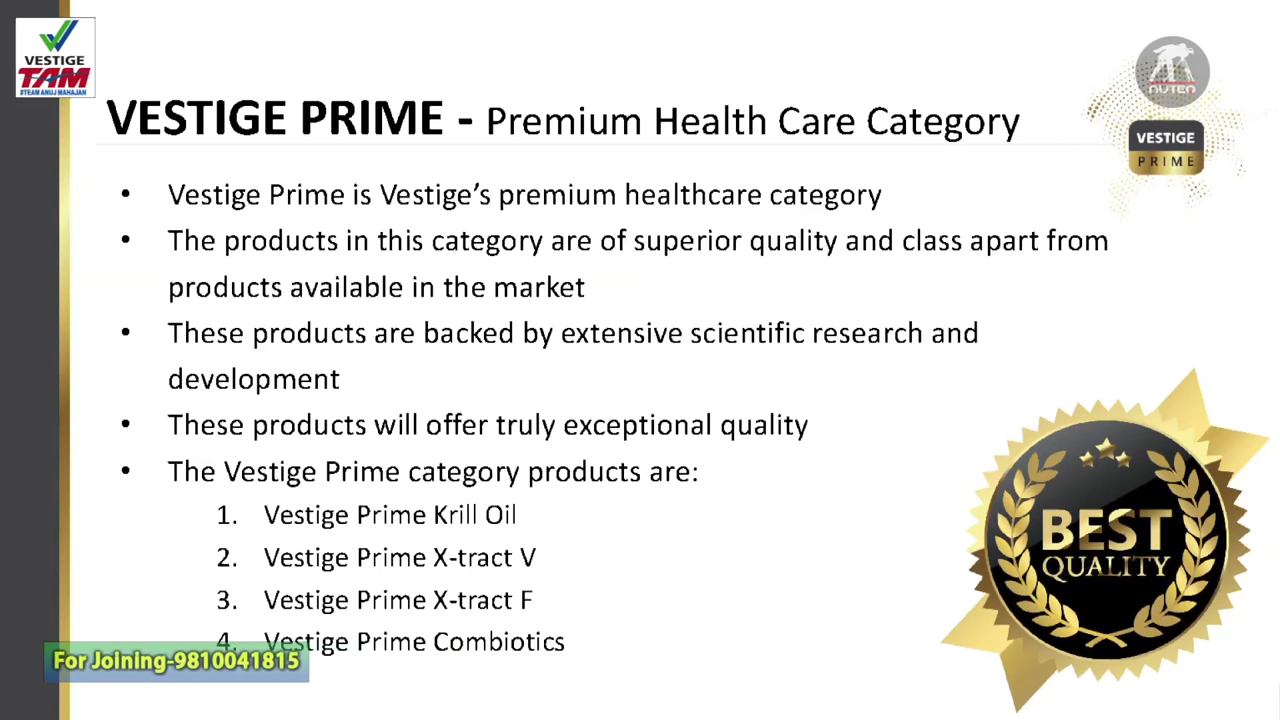 VESTIGE
TAM
STEAM ANUJ MAHAJAN
VESTIGE PRIME - Premium Health Care Category
VESTIGE
PRIME
• Vestige Prime is Vestige’s premium healthcare category
• The products in this category are of superior quality and class apart from
products available in the market
• These products are backed by extensive scientific research and
development
• These products will offer truly exceptional quality
• The Vestige Prime category products are:
1. Vestige Prime Krill Oil
2. Vestige Prime X-tract V
3. Vestige Prime X-tract F
4. Vestige Prime Combiotics
BEST
QUALITY
For Joining-9810041815